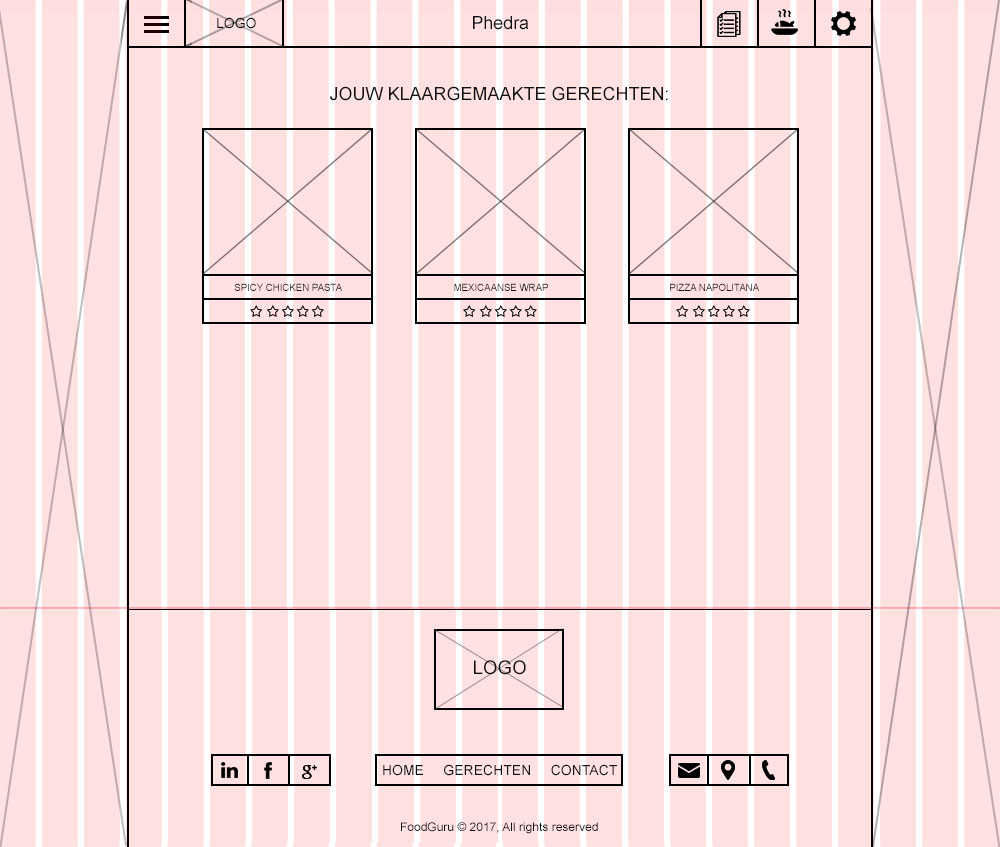 LOGO
Phedra
JOUW KLAARGEMAAKTE GERECHTEN:
SPICY CHICKEN PASTA
MEXICAANSE WRAP
PIZZA NAPOLITANA
LOGO
in f g+
HOME GERECHTEN CONTACT
FoodGuru © 2017, All rights reserved